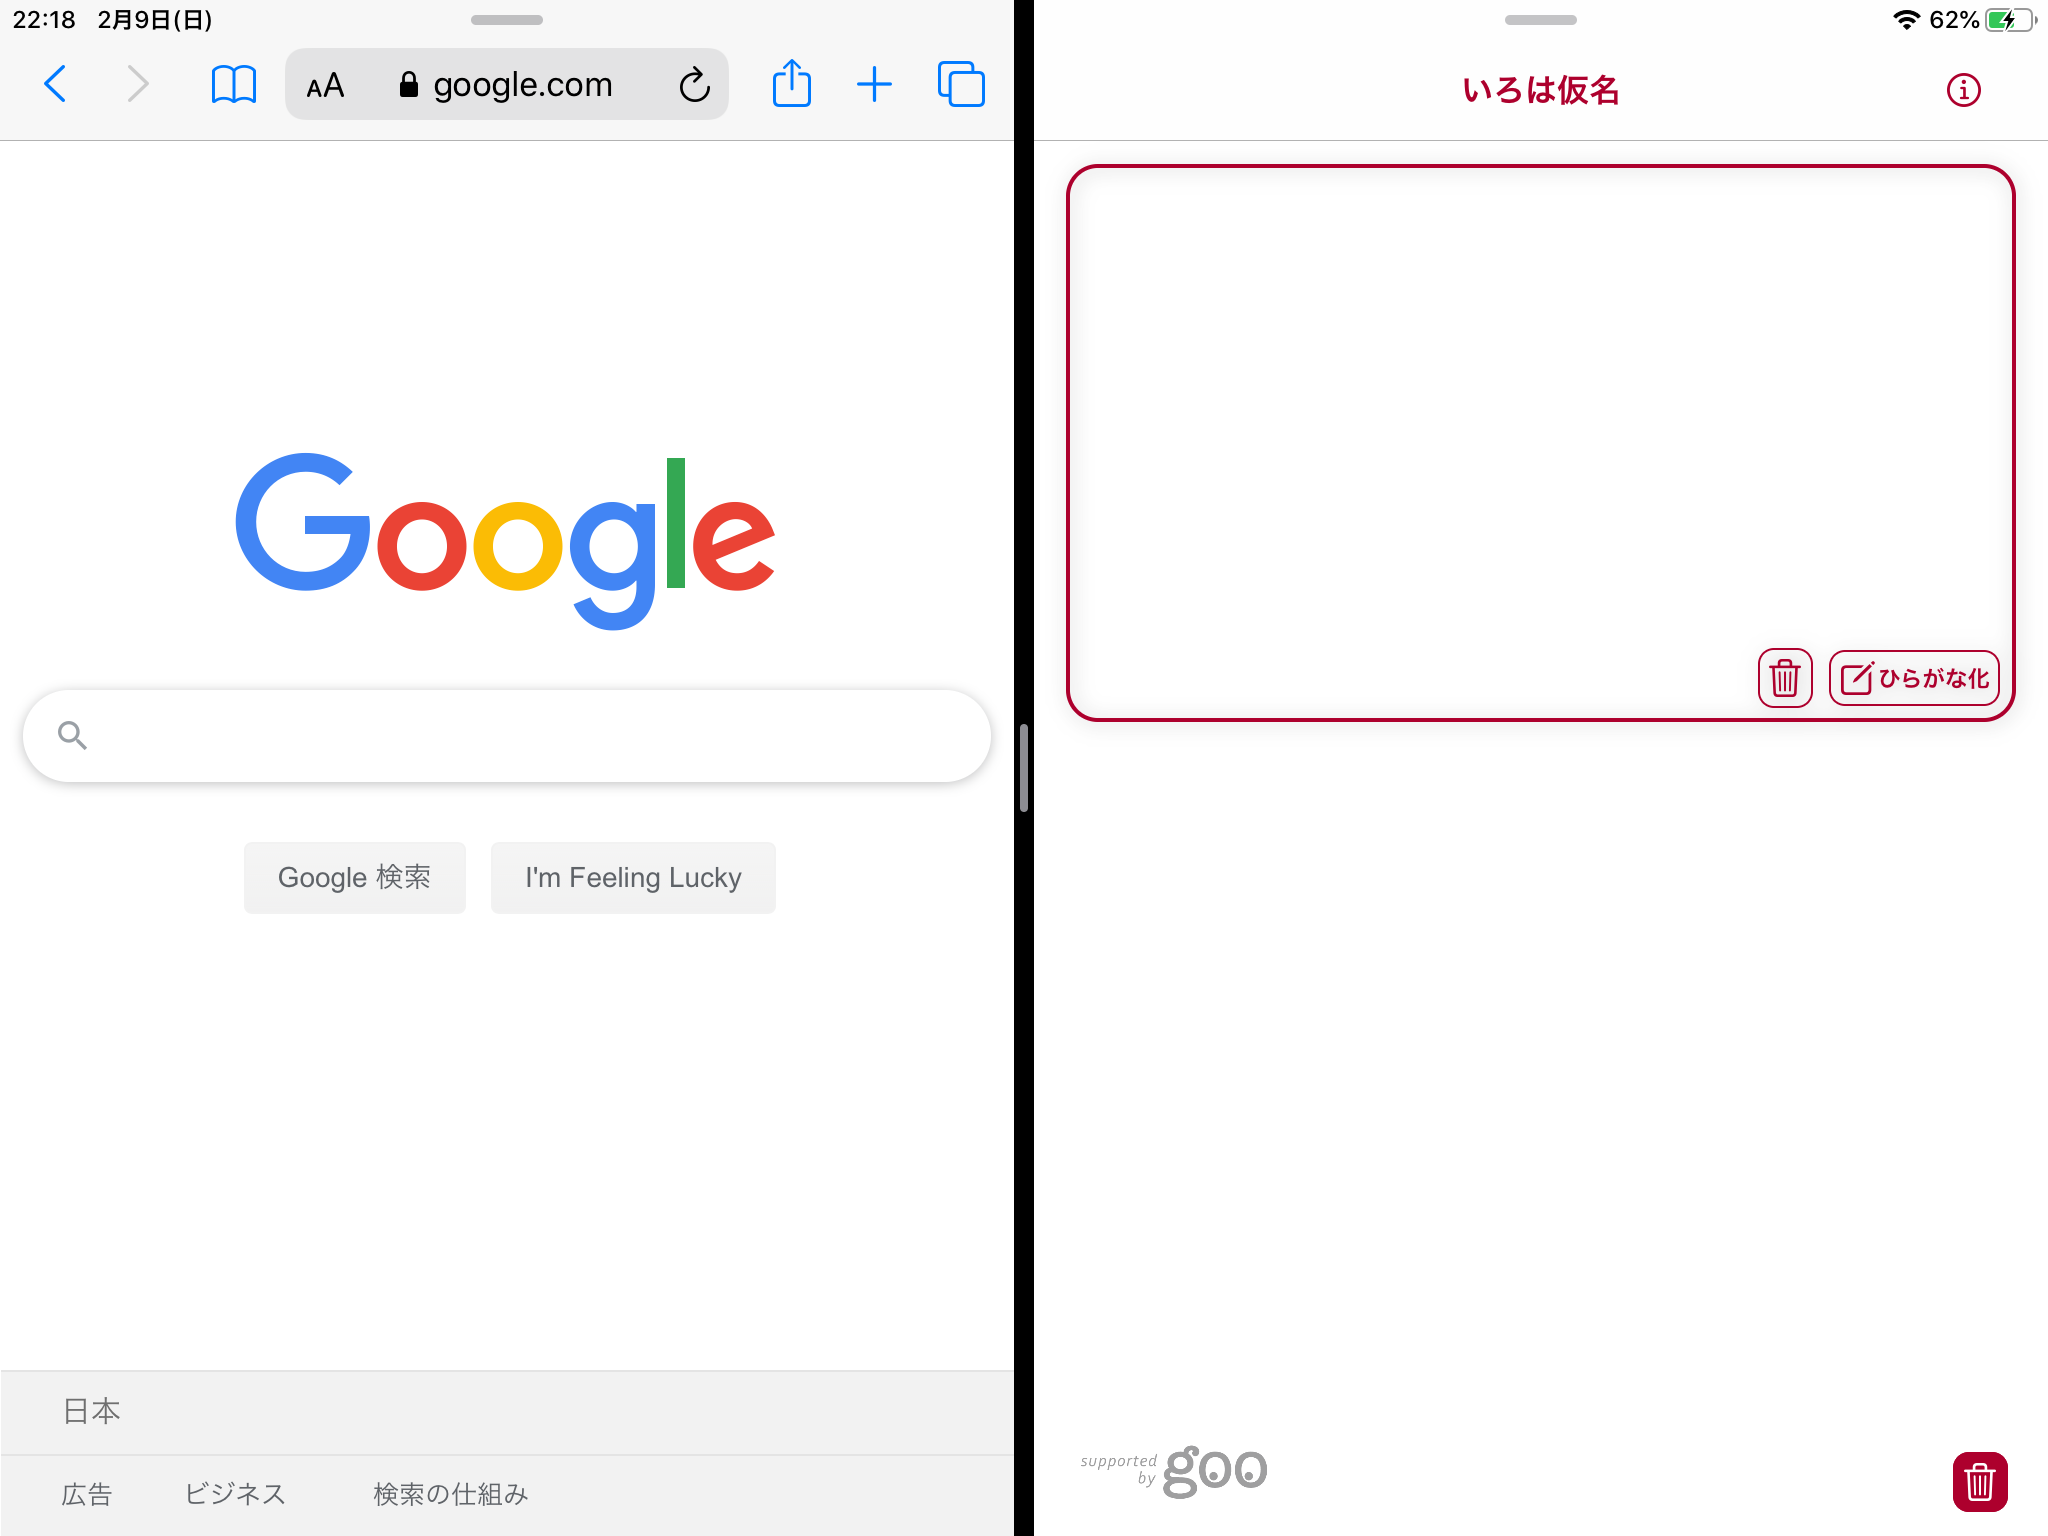 22:18 2月9日(日)
AA google.com
Google
Google 検索 I'm Feeling Lucky
日本
広告 ビジネス 検索の仕組み
62%
いろは仮名
ひらがな化
supported by goo